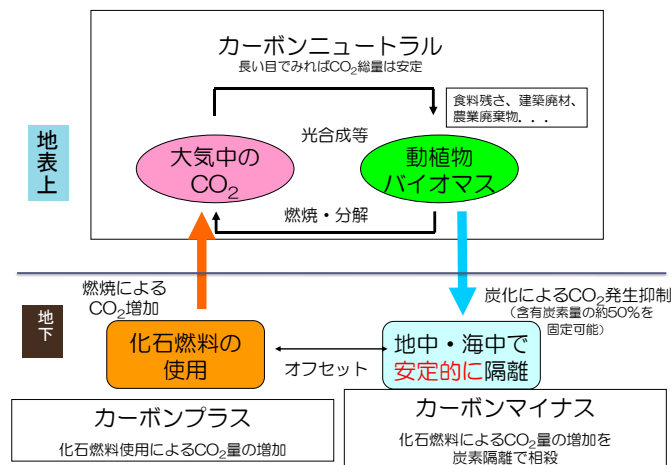 カーボンニュートラル
長い目でみればCO₂総量は安定
食料残さ、建築廃材、
農業廃棄物．．．
光合成等
大気中の
CO₂
動植物
バイオマス
燃焼・分解
地表上
燃焼による
CO₂増加
炭化によるCO₂発生抑制
（含有炭素量の約50%を
固定可能）
地下
化石燃料の
使用
オフセット
地中・海中で
安定的に隔離
カーボンプラス
化石燃料使用によるCO₂量の増加
カーボンマイナス
化石燃料によるCO₂量の増加を
炭素隔離で相殺